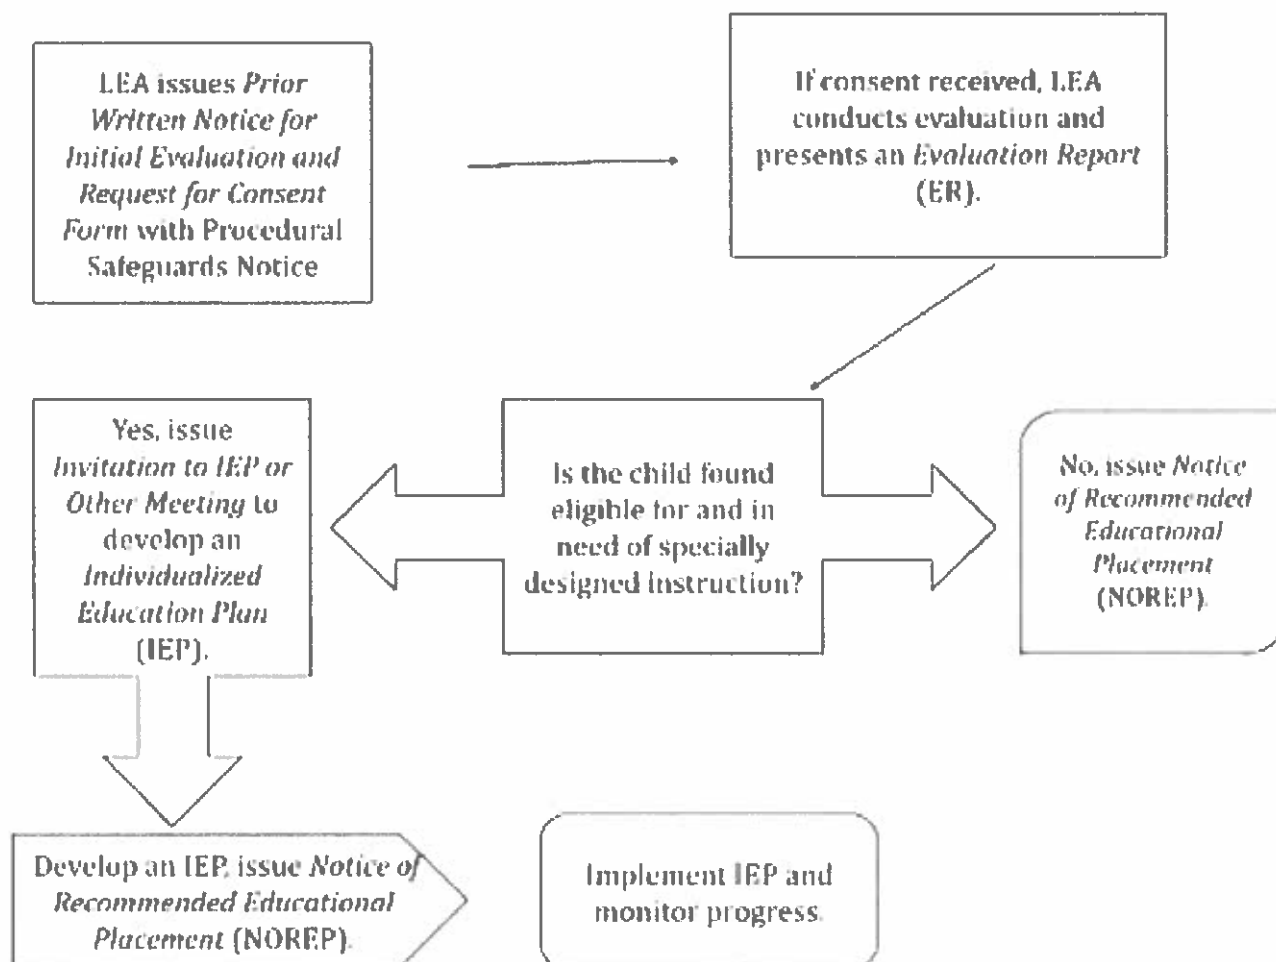 LEA issues Prior
Written Notice for
Initial Evaluation and
Request for Consent
Form with Procedural
Safeguards Notice
If consent received, LEA
conducts evaluation and
presents an Evaluation Report
(ER).
Yes, issue
Invitation to IEP or
Other Meeting to
develop an
Individualized
Education Plan
(IEP).
Is the child found
eligible for and in
need of specially
designed instruction?
No, issue Notice
of Recommended
Educational
Placement
(NOREP).
Develop an IEP, issue Notice of
Recommended Educational
Placement (NOREP).
Implement IEP and
monitor progress.